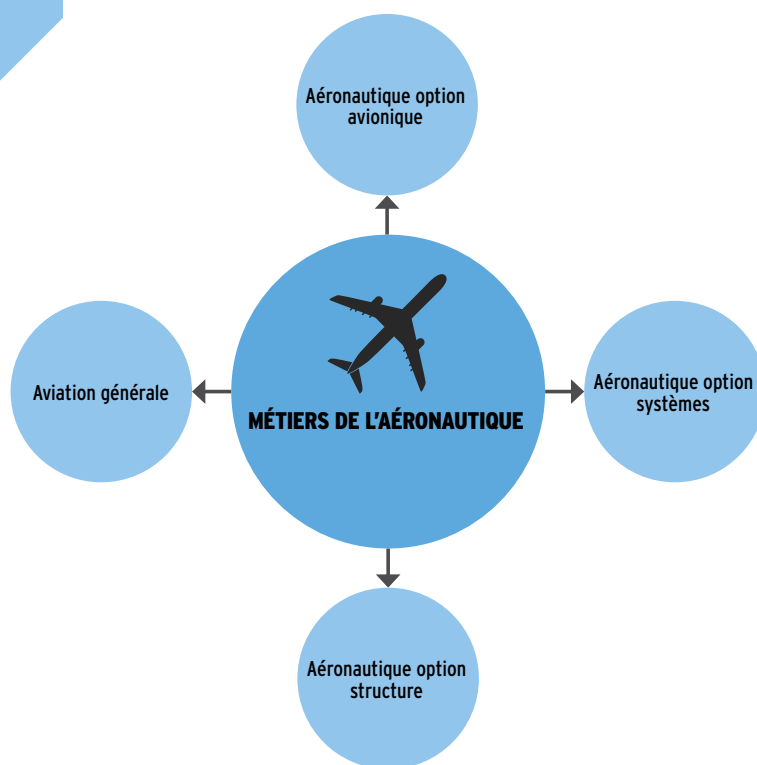 Aéronautique option
avionique
Aviation générale
MÉTIERS DE L'AÉRONAUTIQUE
Aéronautique option
systèmes
Aéronautique option
structure